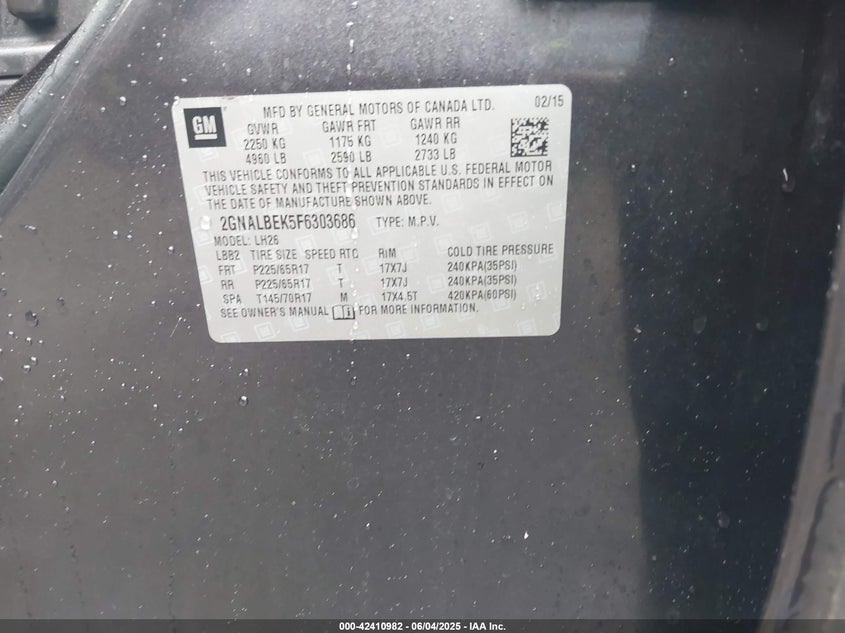 GM
MFD BY GENERAL MOTORS OF CANADA LTD. 02/15
GVWR GAWR FRT GAWR RR
2250 KG 1175 KG 1240 KG
4960 LB 2590 LB 2733 LB
THIS VEHICLE CONFORMS TO ALL APPLICABLE U.S. FEDERAL MOTOR
VEHICLE SAFETY AND THEFT PREVENTION STANDARDS IN EFFECT ON
THE DATE OF MANUFACTURE SHOWN ABOVE.
2GNALBEK5F6303686 TYPE: M.P.V.
MODEL: LH26
LBB2 TIRE SIZE SPEED RTG RIM COLD TIRE PRESSURE
FRT P225/65R17 T 17X7J 240KPA(35PSI)
RR P225/65R17 T 17X7J 240KPA(35PSI)
SPA T145/70R17 M 17X4.5T 420KPA(60PSI)
SEE OWNER'S MANUAL FOR MORE INFORMATION.
000-42410982 - 06/04/2025 - IAA Inc.